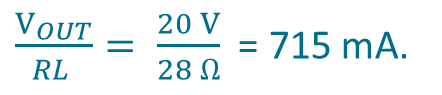 V_OUT / RL = 20 V / 28 Ω = 715 mA.